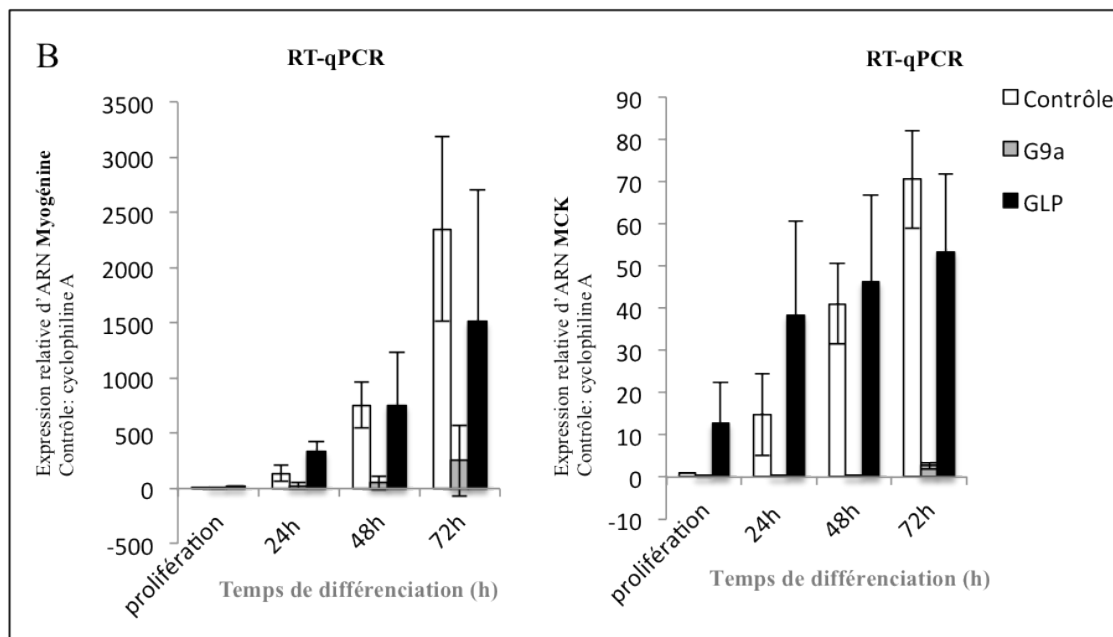 B
RT-qPCR
Expression relative d'ARN Myogénine
Contrôle: cyclophiline A
3500
3000
2500
2000
1500
1000
500
0
-500
prolifération
24h
48h
72h
Temps de différenciation (h)
RT-qPCR
Expression relative d'ARN MCK
Contrôle: cyclophiline A
90
80
70
60
50
40
30
20
10
0
-10
prolifération
24h
48h
72h
Temps de différenciation (h)
Contrôle
G9a
GLP